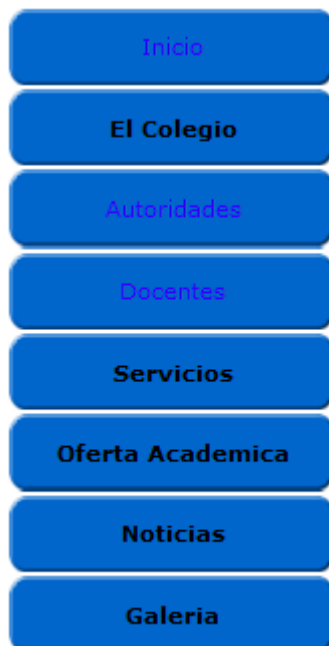 Inicio
El Colegio
Autoridades
Docentes
Servicios
Oferta Academica
Noticias
Galeria